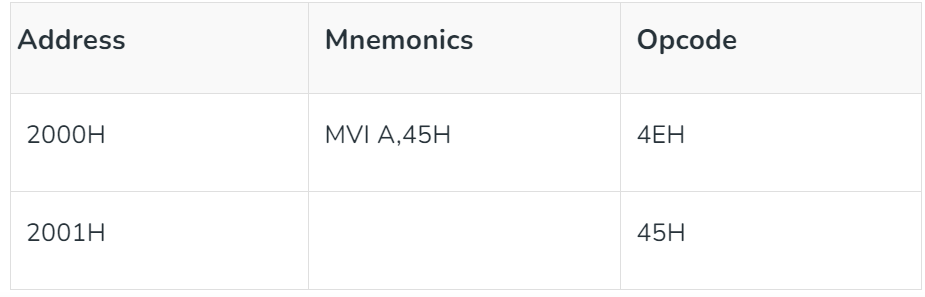 Address Mnemonics Opcode
2000H MVI A,45H 4EH
2001H 45H